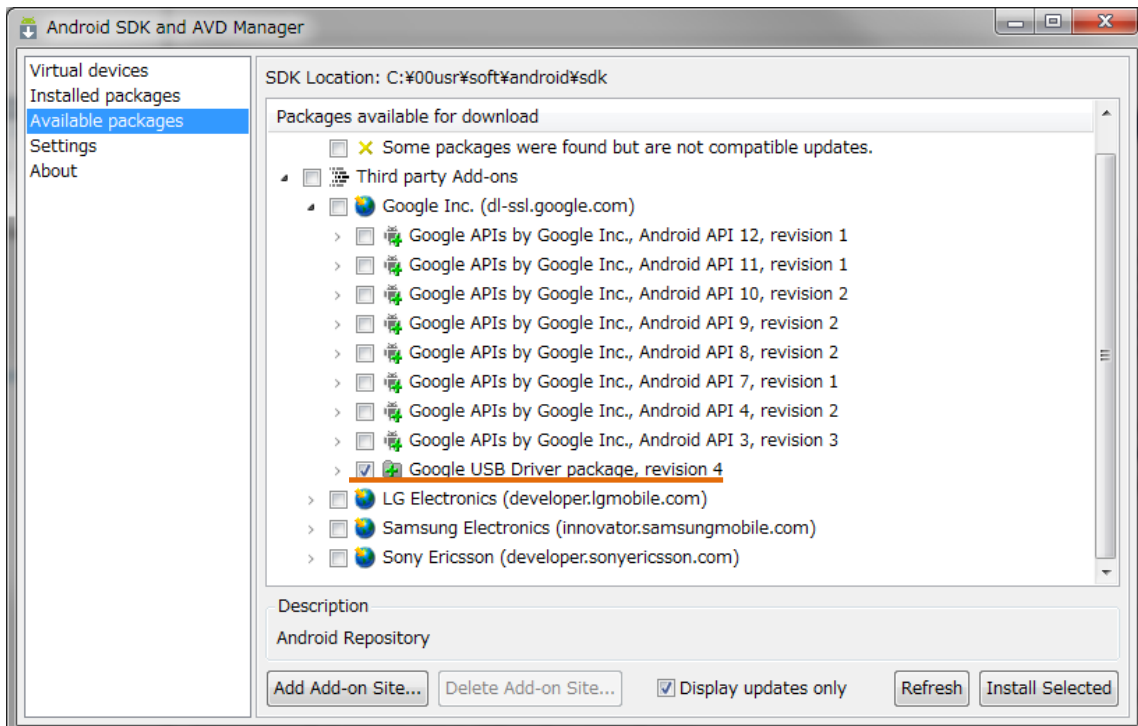 Android SDK and AVD Manager
Virtual devices
Installed packages
Available packages
Settings
About
SDK Location: C:¥00usr¥soft¥android¥sdk
Packages available for download
Some packages were found but are not compatible updates.
Third party Add-ons
Google Inc. (dl-ssl.google.com)
Google APIs by Google Inc., Android API 12, revision 1
Google APIs by Google Inc., Android API 11, revision 1
Google APIs by Google Inc., Android API 10, revision 2
Google APIs by Google Inc., Android API 9, revision 2
Google APIs by Google Inc., Android API 8, revision 2
Google APIs by Google Inc., Android API 7, revision 1
Google APIs by Google Inc., Android API 4, revision 2
Google APIs by Google Inc., Android API 3, revision 3
Google USB Driver package, revision 4
LG Electronics (developer.lgmobile.com)
Samsung Electronics (innovator.samsungmobile.com)
Sony Ericsson (developer.sonyericsson.com)
Description
Android Repository
Add Add-on Site... Delete Add-on Site... Display updates only Refresh Install Selected